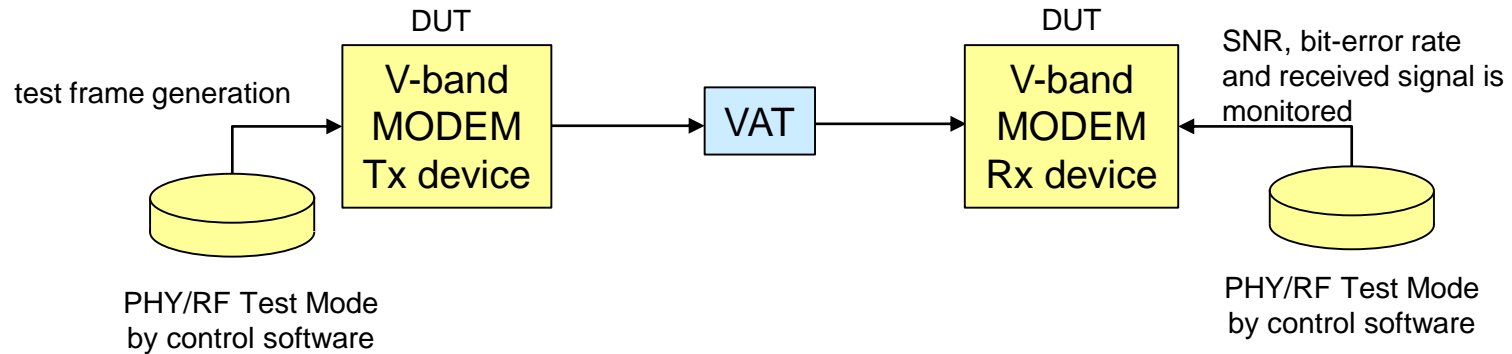 DUT
DUT
test frame generation
V-band
MODEM
Tx device
VAT
V-band
MODEM
Rx device
SNR, bit-error rate
and received signal is
monitored
PHY/RF Test Mode
by control software
PHY/RF Test Mode
by control software